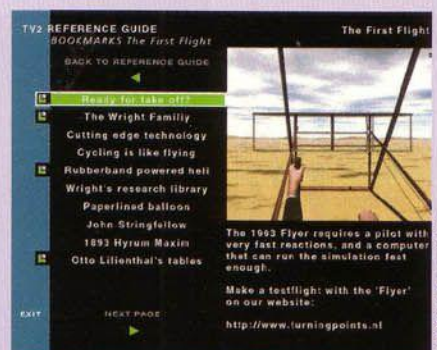 TV2 REFERENCE GUIDE
BOOKMARKS The First Flight
The First Flight
BACK TO REFERENCE GUIDE
Ready for take off?
The Wright Familiy
Cutting edge technology
Cycling is like flying
Rubberband powered heli
Wright's research library
Paperlined balloon
John Stringfellow
1893 Hyrum Maxim
Otto Lilienthal's tables
EXIT
NEXT PAGE
The 1993 Flyer requires a pilot with
very fast reactions, and a computer
that can run the simulation fast
enough.
Make a testflight with the 'Flyer'
on our website:
http://www.turningpoints.nl